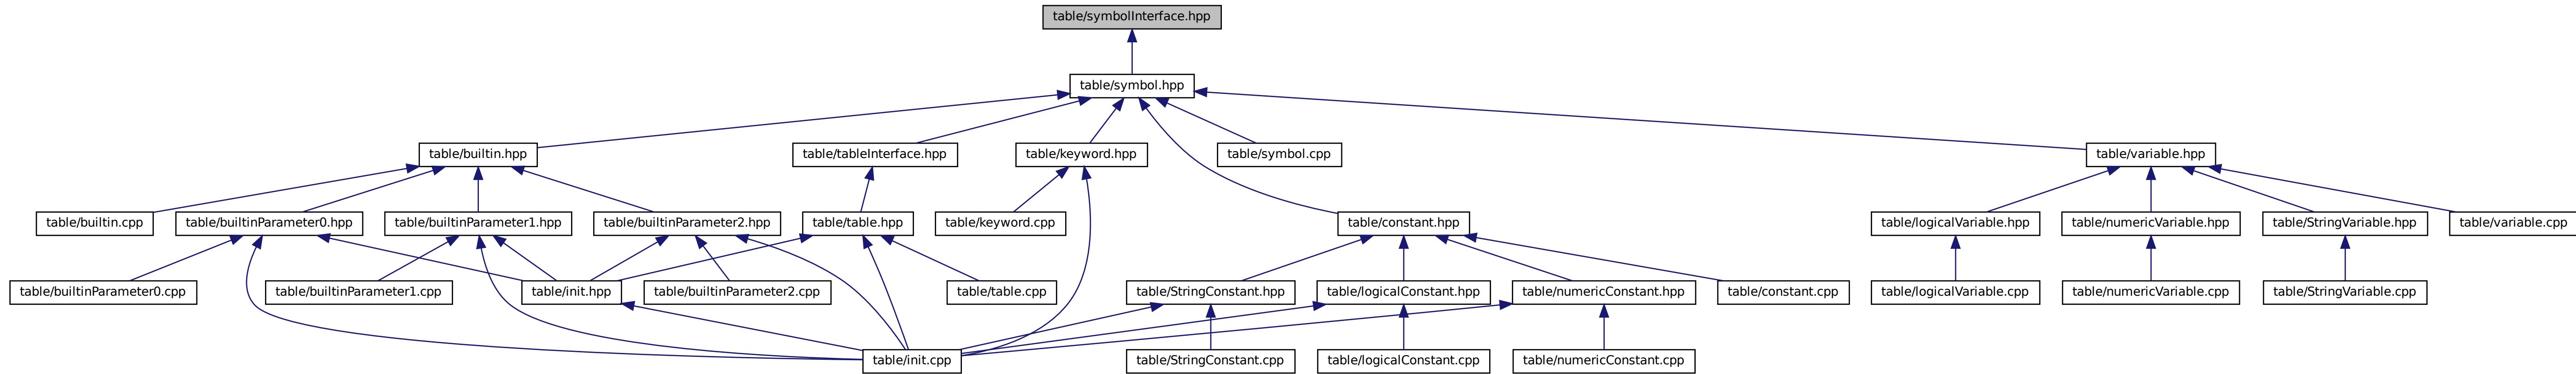 table/symbolInterface.hpp
table/symbol.hpp
table/builtin.hpp
table/tableInterface.hpp
table/keyword.hpp
table/symbol.cpp
table/variable.hpp
table/builtin.cpp
table/builtinParameter0.hpp
table/builtinParameter1.hpp
table/builtinParameter2.hpp
table/table.hpp
table/keyword.cpp
table/constant.hpp
table/logicalVariable.hpp
table/numericVariable.hpp
table/StringVariable.hpp
table/variable.cpp
table/builtinParameter0.cpp
table/builtinParameter1.cpp
table/init.hpp
table/builtinParameter2.cpp
table/table.cpp
table/StringConstant.hpp
table/logicalConstant.hpp
table/numericConstant.hpp
table/constant.cpp
table/logicalVariable.cpp
table/numericVariable.cpp
table/StringVariable.cpp
table/init.cpp
table/StringConstant.cpp
table/logicalConstant.cpp
table/numericConstant.cpp